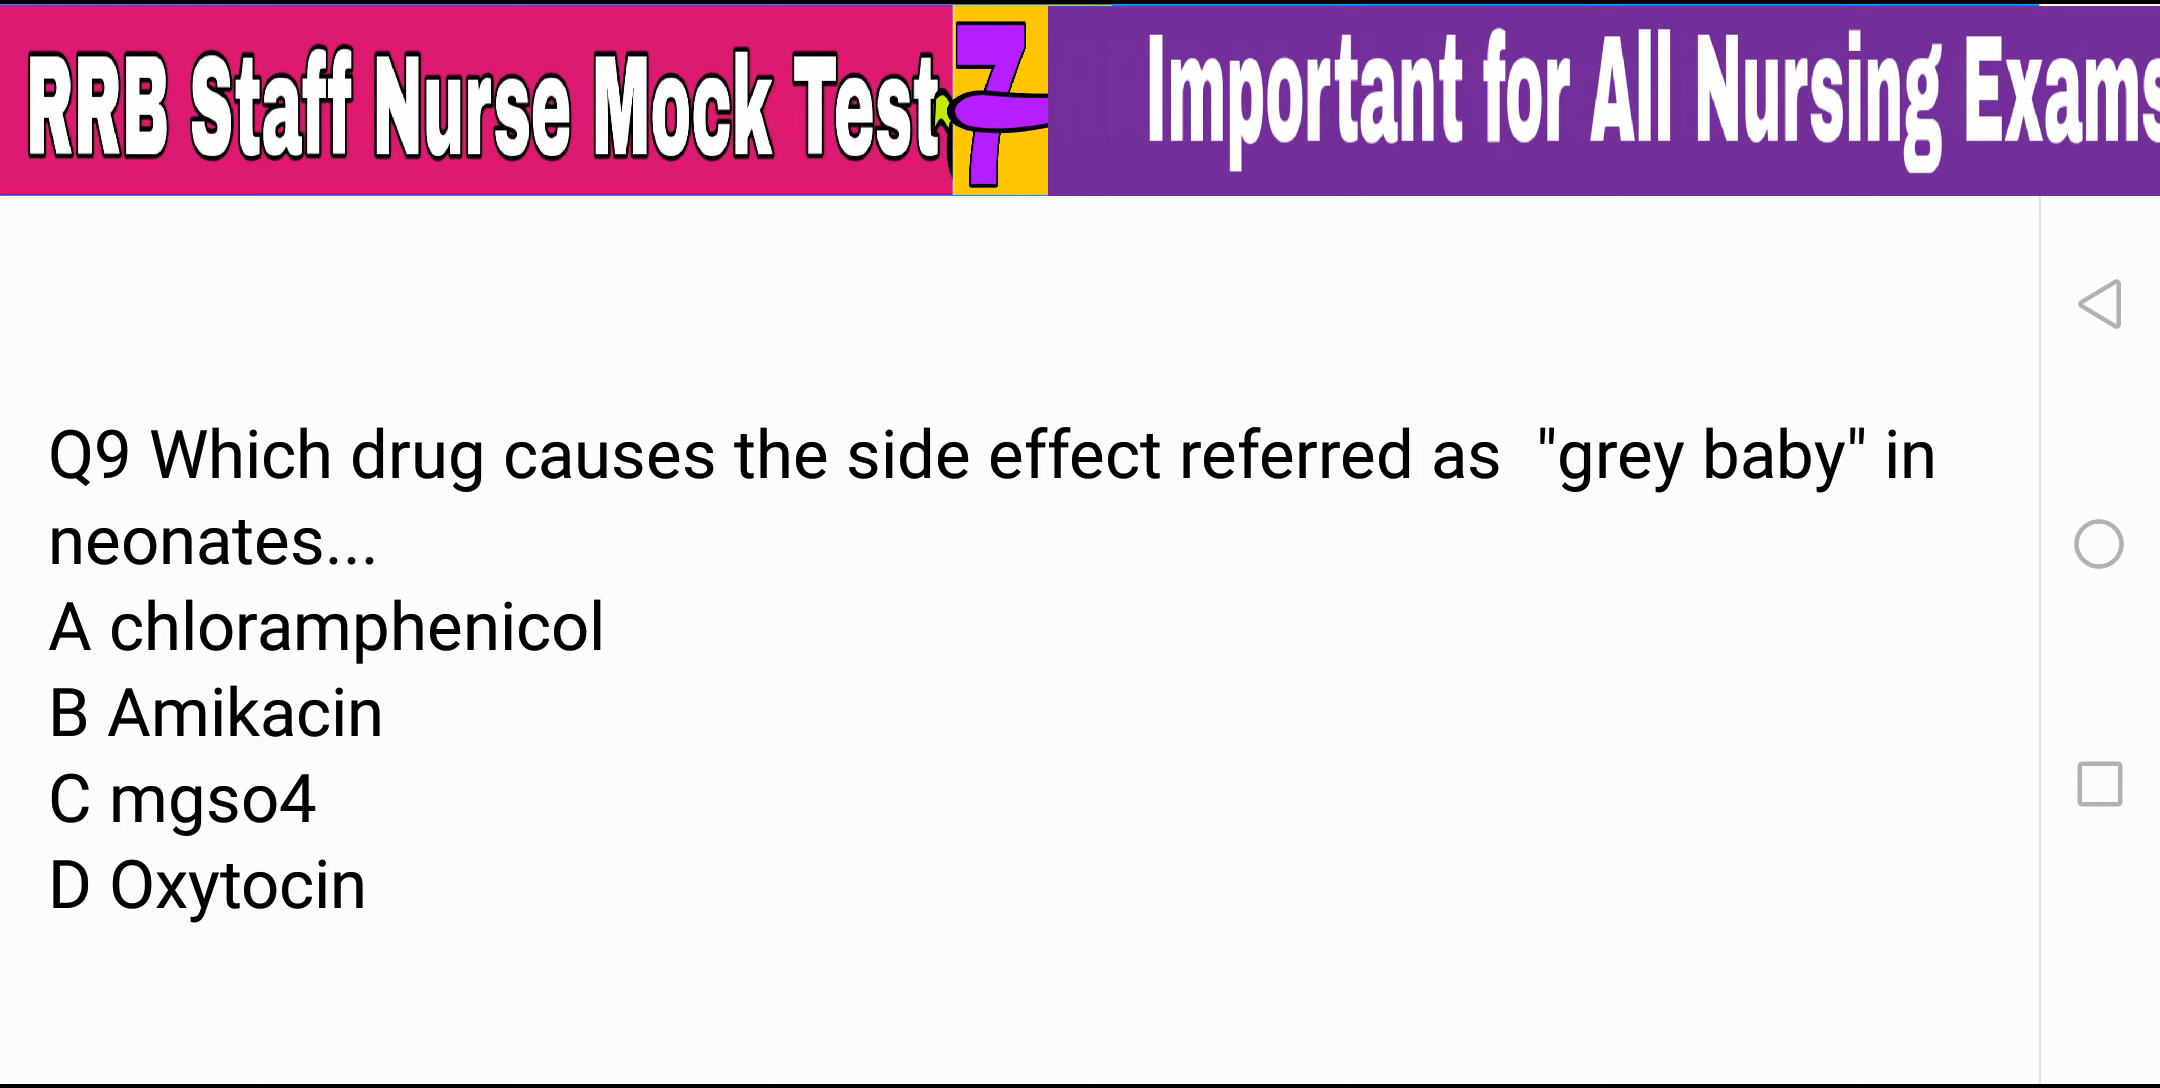 RRB Staff Nurse Mock Test 7 Important for All Nursing Exams
Q9 Which drug causes the side effect referred as  "grey baby" in
neonates...
A chloramphenicol
B Amikacin
C mgso4
D Oxytocin